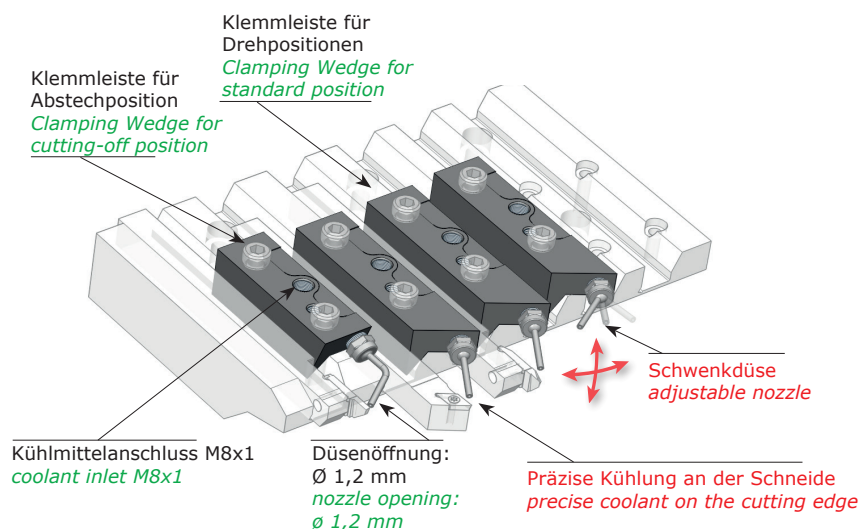 Klemmleiste für
Drehpositionen
Clamping Wedge for
standard position
Klemmleiste für
Abstechposition
Clamping Wedge for
cutting-off position
Schwenkdüse
adjustable nozzle
Kühlmittelanschluss M8x1
coolant inlet M8x1
Düsenöffnung:
Ø 1,2 mm
nozzle opening:
ø 1,2 mm
Präzise Kühlung an der Schneide
precise coolant on the cutting edge